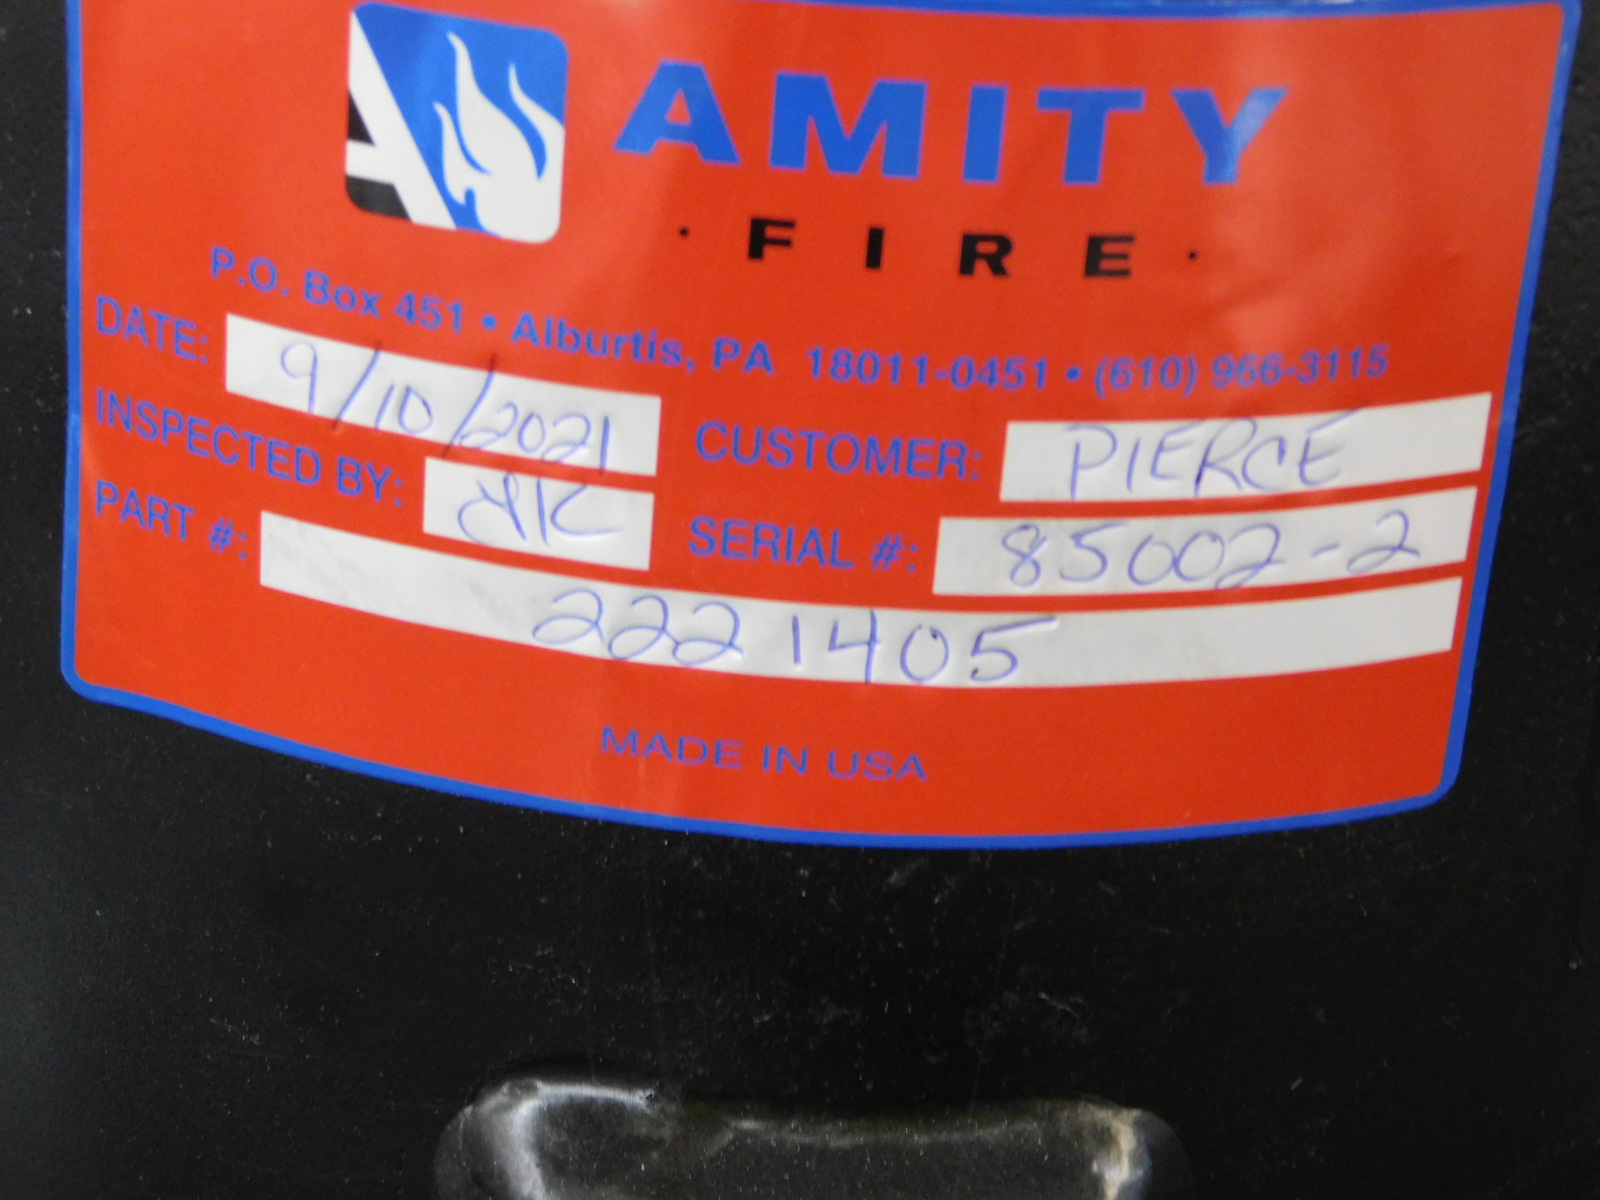 AMITY
· FIRE ·
P.O. Box 451 • Alburtis, PA 18011-0451 • (610) 966-3115
DATE: 9/10/2021 CUSTOMER: PIERCE
INSPECTED BY: SERIAL #: 85002-2
PART #: 2221405
MADE IN USA